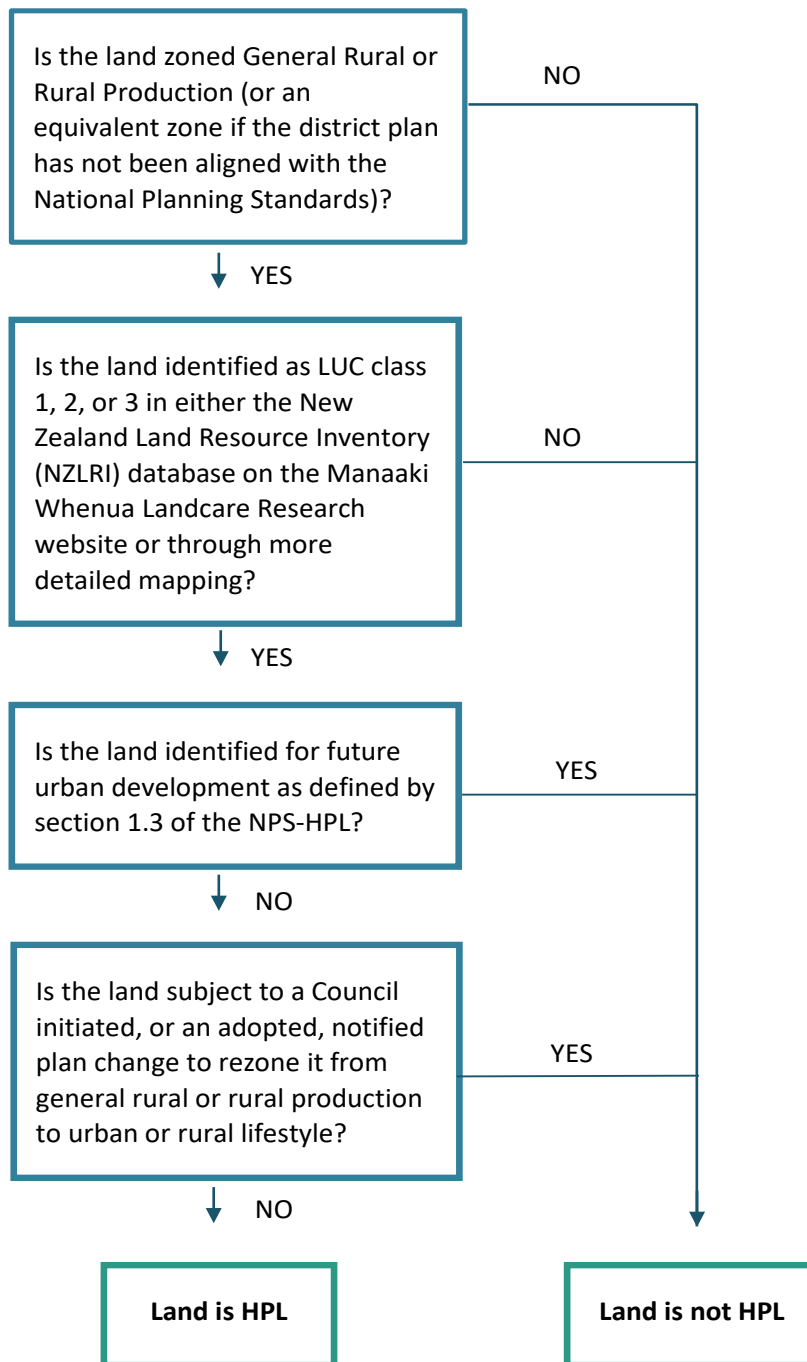 Is the land zoned General Rural or
Rural Production (or an
equivalent zone if the district plan
has not been aligned with the
National Planning Standards)?
NO
YES
Is the land identified as LUC class
1, 2, or 3 in either the New
Zealand Land Resource Inventory
(NZLRI) database on the Manaaki
Whenua Landcare Research
website or through more
detailed mapping?
NO
YES
Is the land identified for future
urban development as defined by
section 1.3 of the NPS-HPL?
YES
NO
Is the land subject to a Council
initiated, or an adopted, notified
plan change to rezone it from
general rural or rural production
to urban or rural lifestyle?
YES
NO
Land is HPL
Land is not HPL